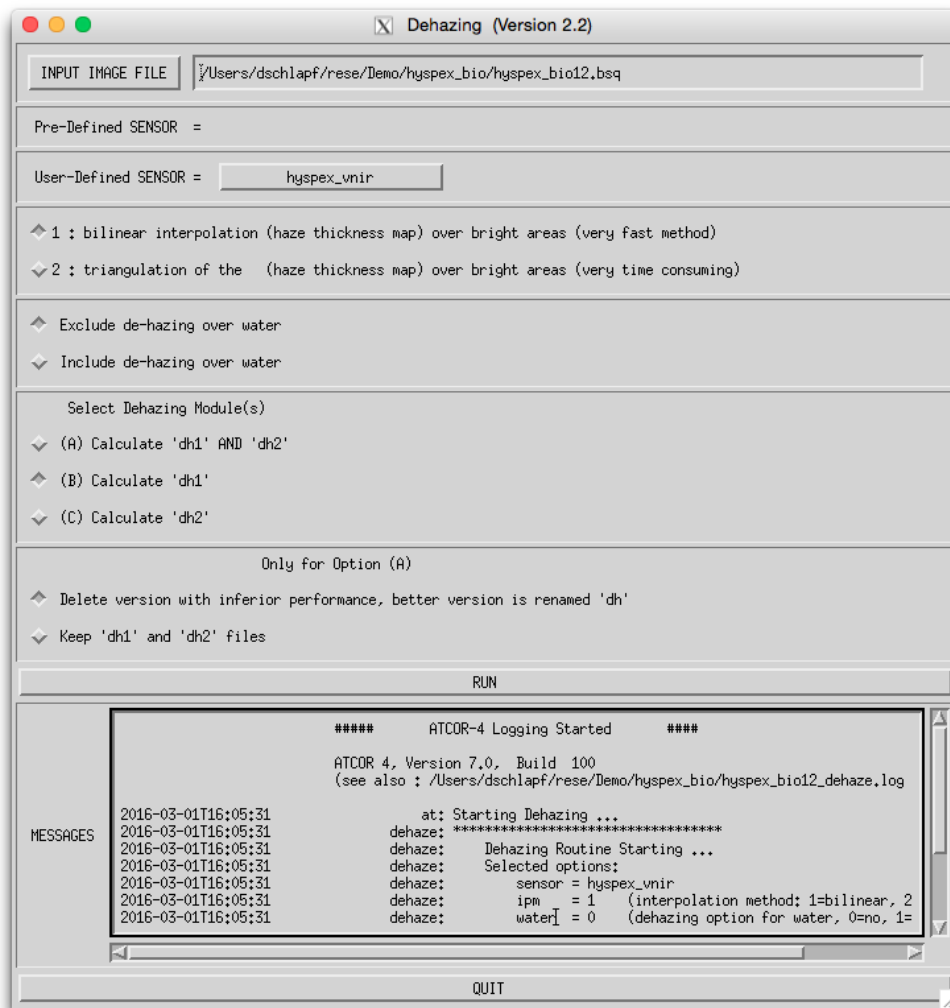 Dehazing (Version 2.2)
INPUT IMAGE FILE /Users/dschlapf/rese/Demo/hyspex_bio/hyspex_bio12.bsq
Pre-Defined SENSOR =
User-Defined SENSOR = hyspex_vnir
1 : bilinear interpolation (haze thickness map) over bright areas (very fast method)
2 : triangulation of the (haze thickness map) over bright areas (very time consuming)
Exclude de-hazing over water
Include de-hazing over water
Select Dehazing Module(s)
(A) Calculate 'dh1' AND 'dh2'
(B) Calculate 'dh1'
(C) Calculate 'dh2'
Only for Option (A)
Delete version with inferior performance, better version is renamed 'dh'
Keep 'dh1' and 'dh2' files
RUN
MESSAGES
##### ATCOR-4 Logging Started ####
ATCOR 4, Version 7.0, Build 100
(see also : /Users/dschlapf/rese/Demo/hyspex_bio/hyspex_bio12_dehaze.log
2016-03-01T16:05:31 at: Starting Dehazing ...
2016-03-01T16:05:31 dehaze: **********************************
2016-03-01T16:05:31 dehaze: Dehazing Routine Starting ...
2016-03-01T16:05:31 dehaze: Selected options:
2016-03-01T16:05:31 dehaze: sensor = hyspex_vnir
2016-03-01T16:05:31 dehaze: ipm = 1 (interpolation method: 1=bilinear, 2
2016-03-01T16:05:31 dehaze: water = 0 (dehazing option for water, 0=no, 1=
QUIT